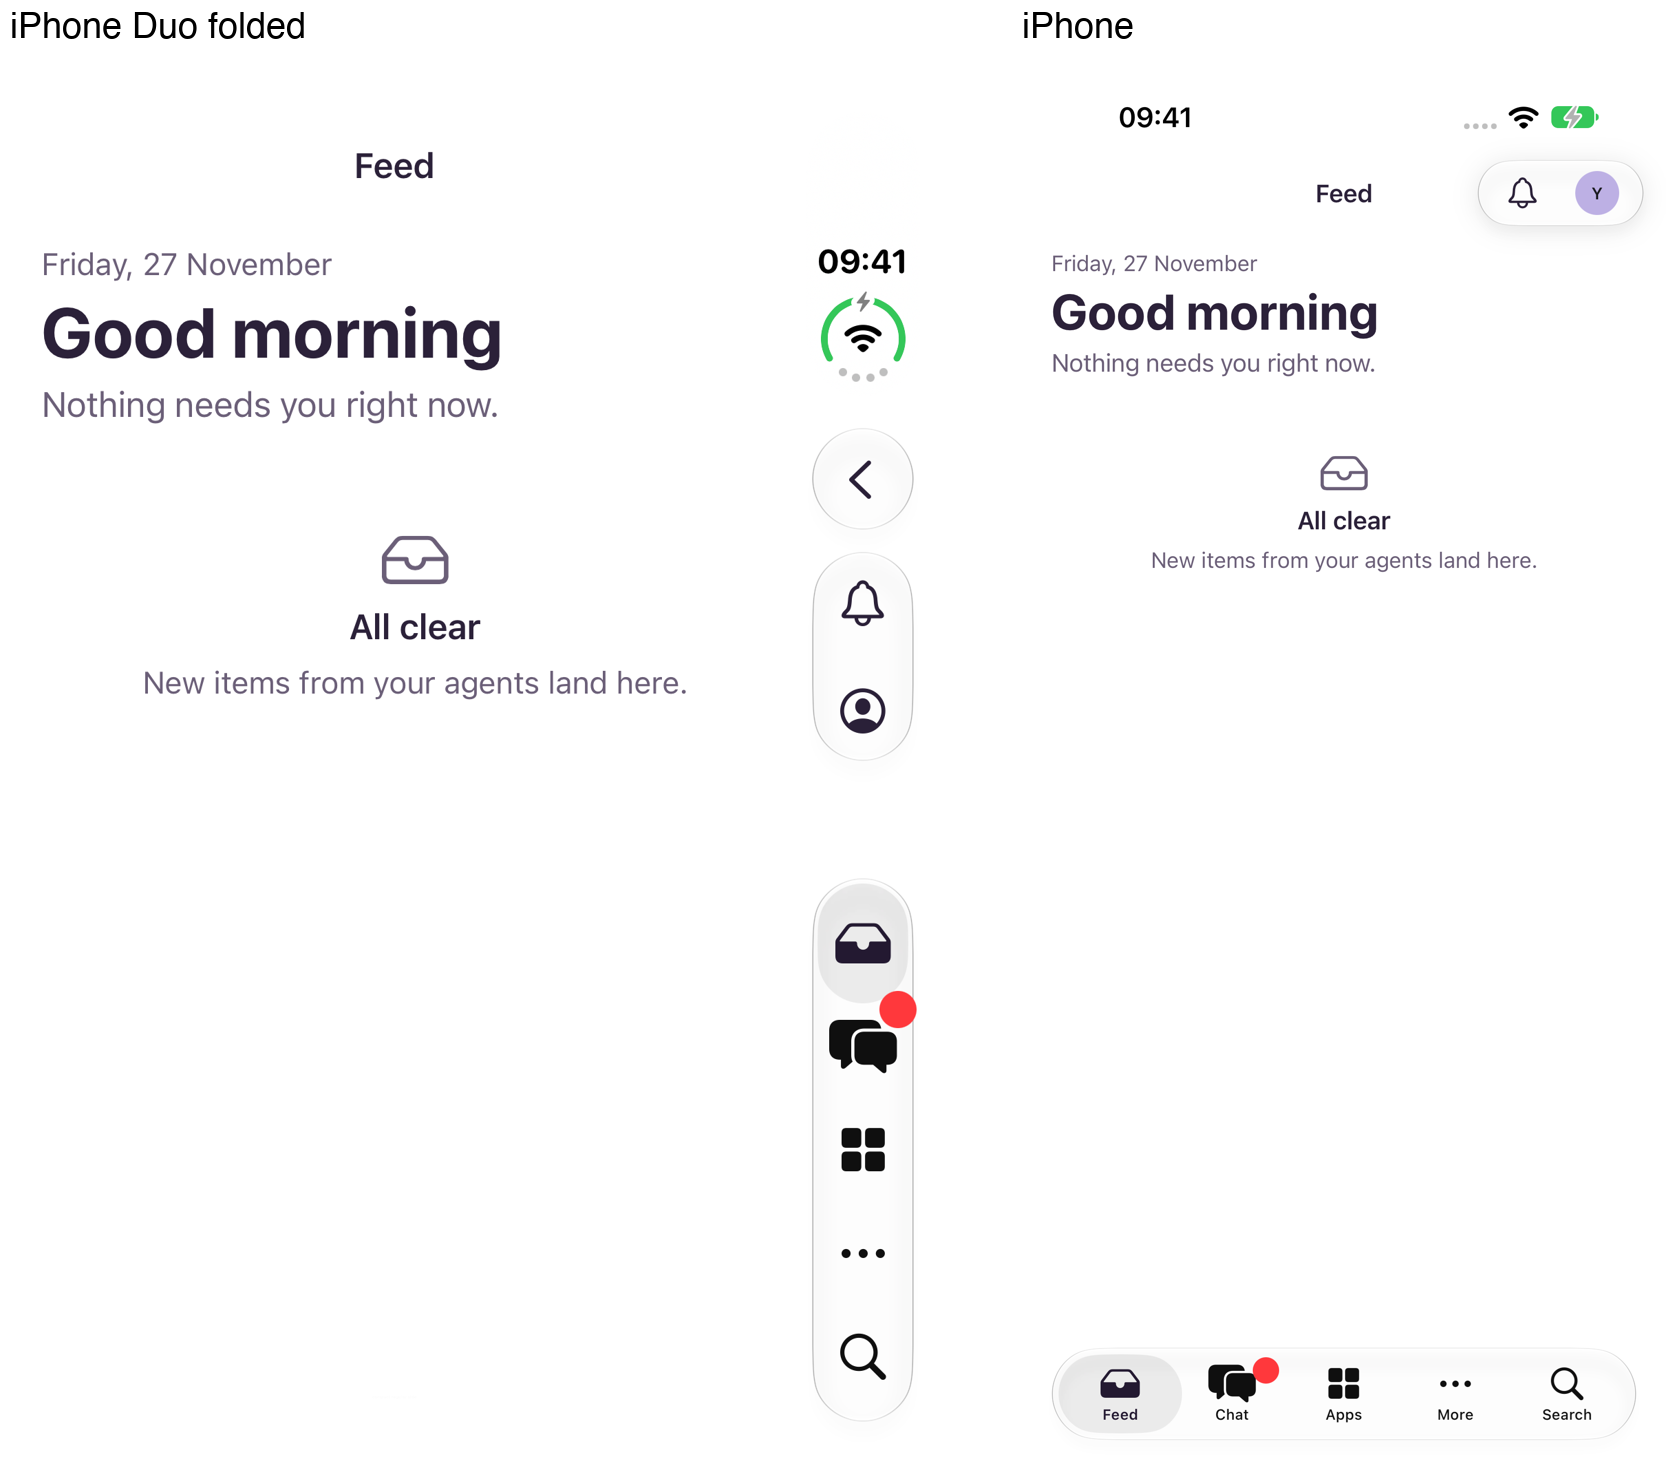 iPhone Duo folded
Feed
Friday, 27 November
Good morning
Nothing needs you right now.
All clear
New items from your agents land here.
09:41
iPhone
09:41
Feed
Y
Friday, 27 November
Good morning
Nothing needs you right now.
All clear
New items from your agents land here.
Feed
Chat
Apps
More
Search